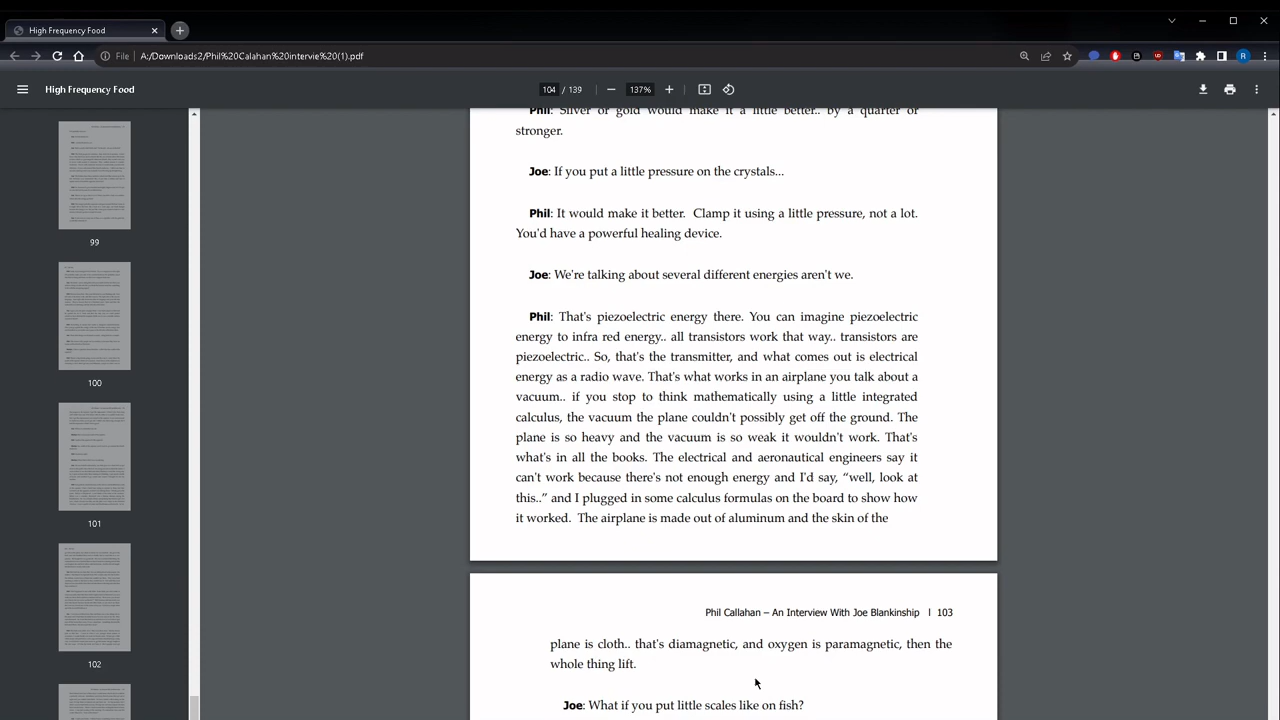 High Frequency Food
File
A:/Downloads2/Phil%20Calahan%20intervie%20(1).pdf
R
High Frequency Food
104 / 139
137%
99
100
101
102
Phil: Silver or gold would make it a little better.. by a quarter or
stronger.
Joe: If you put a little pressure on the crystals...
Phil: It would make it better. Clamp it using a little pressure, not a lot.
You'd have a powerful healing device.
Joe: We're talking about several different energies aren't we.
Phil: That's piezoelectric energy there. You can imagine piezoelectric
energy to infra red energy.. all transistors work that way.. transistors are
piezoelectric.. So, that's the transmitter, and what comes out is electrical
energy as a radio wave. That's what works in an airplane you talk about a
vacuum.. if you stop to think mathematically using a little integrated
calculus, the vacuum the plane couldn't possibly get off the ground. The
plane is so heavy and the vacuum is so weak it wouldn't work. That's
what's in all the books. The electrical and aeronautical engineers say it
can't work because there's not enough energy and I'd say, “well, look at
this..” and I plugged in some calculus formulas on the board to show how
it worked. The airplane is made out of aluminum and the skin of the
Phil Callahan – An Interview With Joe Blankinship | 103
plane is cloth.. that's diamagnetic, and oxygen is paramagnetic, then the
whole thing lift.
Joe: What if you put little scales like on fish?